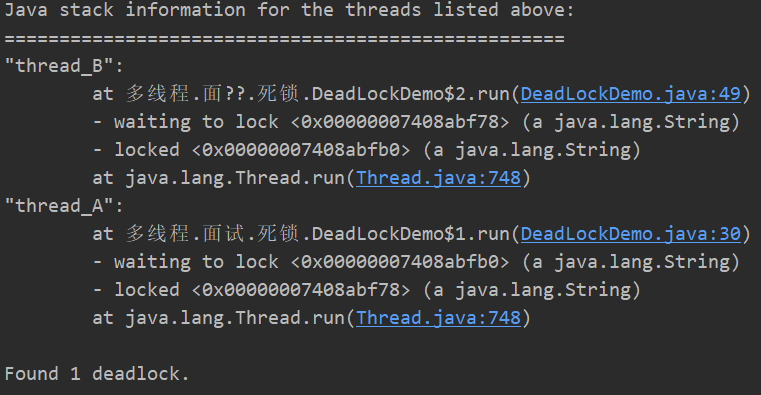 Java stack information for the threads listed above:
===================================================
"thread_B":
        at 多线程.面??.死锁.DeadLockDemo$2.run(DeadLockDemo.java:49)
        - waiting to lock <0x00000007408abf78> (a java.lang.String)
        - locked <0x00000007408abfb0> (a java.lang.String)
        at java.lang.Thread.run(Thread.java:748)
"thread_A":
        at 多线程.面试.死锁.DeadLockDemo$1.run(DeadLockDemo.java:30)
        - waiting to lock <0x00000007408abfb0> (a java.lang.String)
        - locked <0x00000007408abf78> (a java.lang.String)
        at java.lang.Thread.run(Thread.java:748)

Found 1 deadlock.